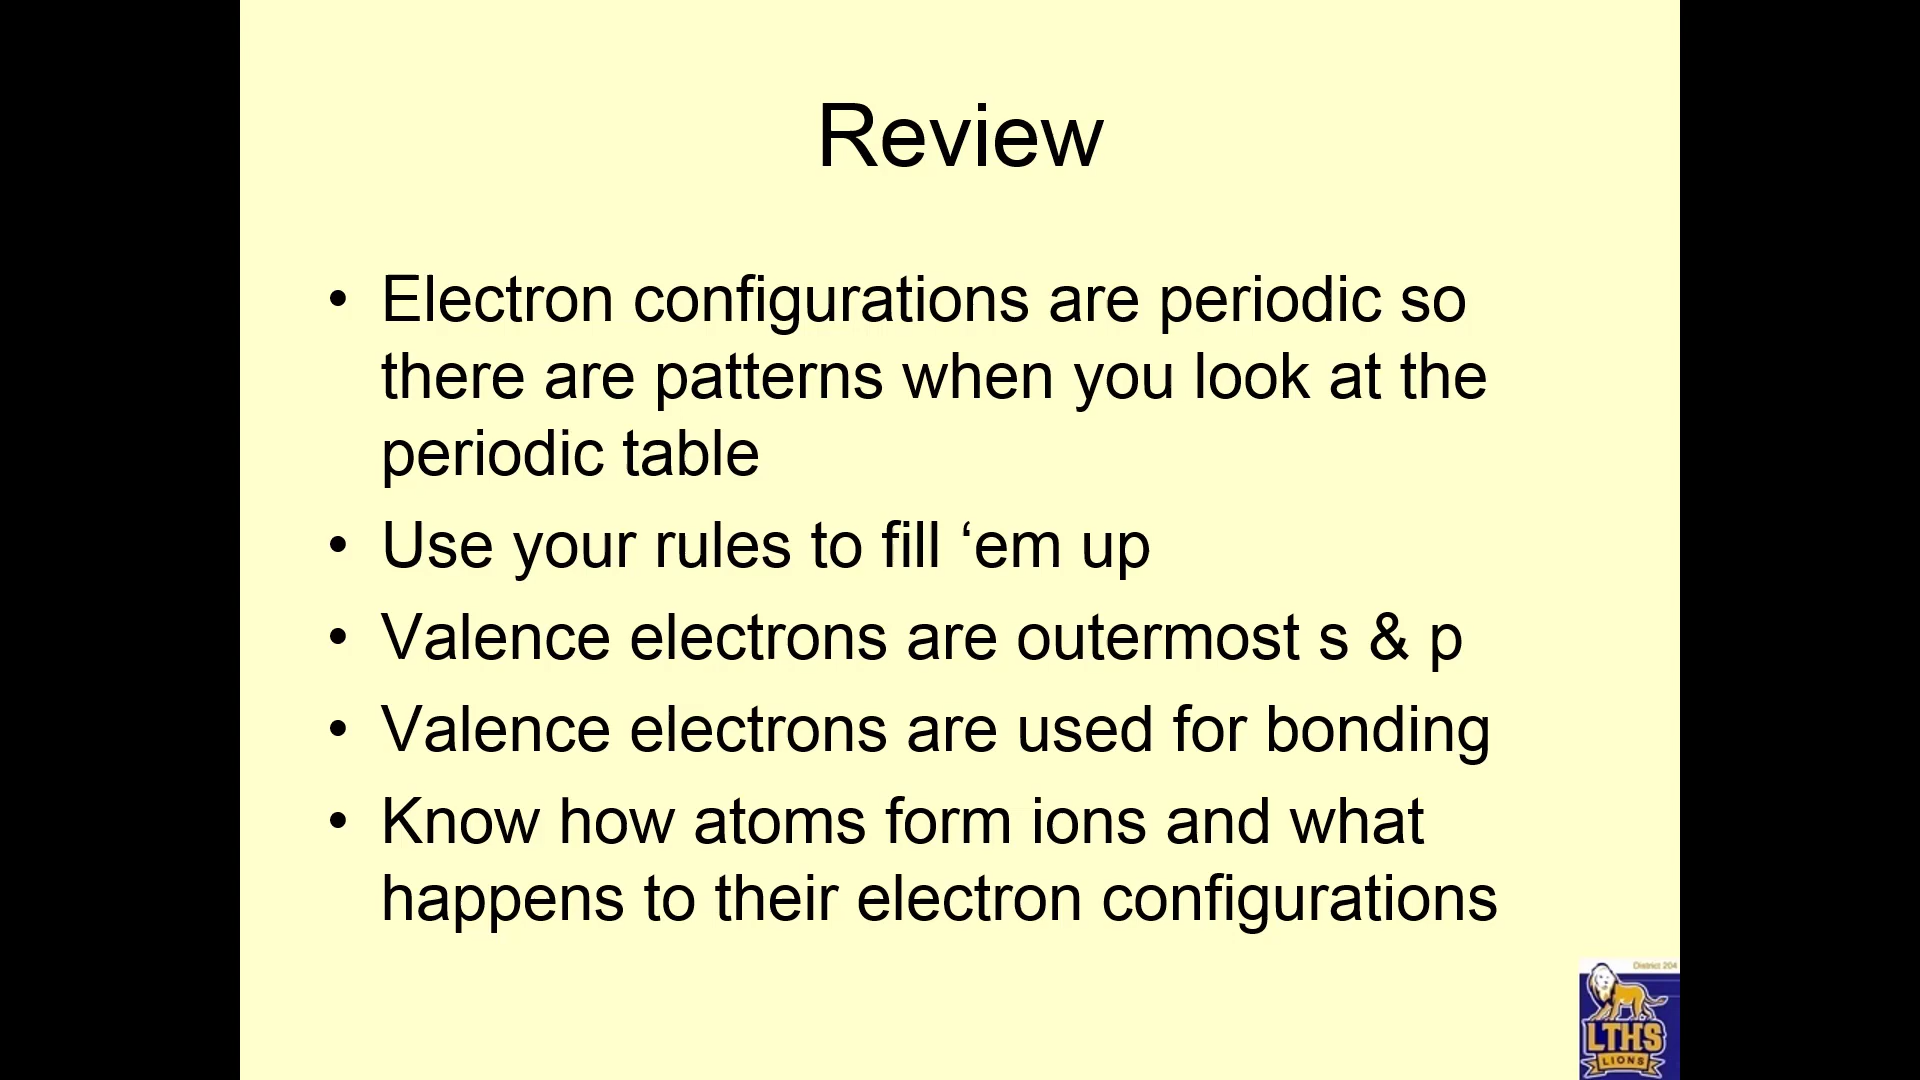 Review
• Electron configurations are periodic so
there are patterns when you look at the
periodic table
• Use your rules to fill ‘em up
• Valence electrons are outermost s & p
• Valence electrons are used for bonding
• Know how atoms form ions and what
happens to their electron configurations
District 204
LTHS
LIONS